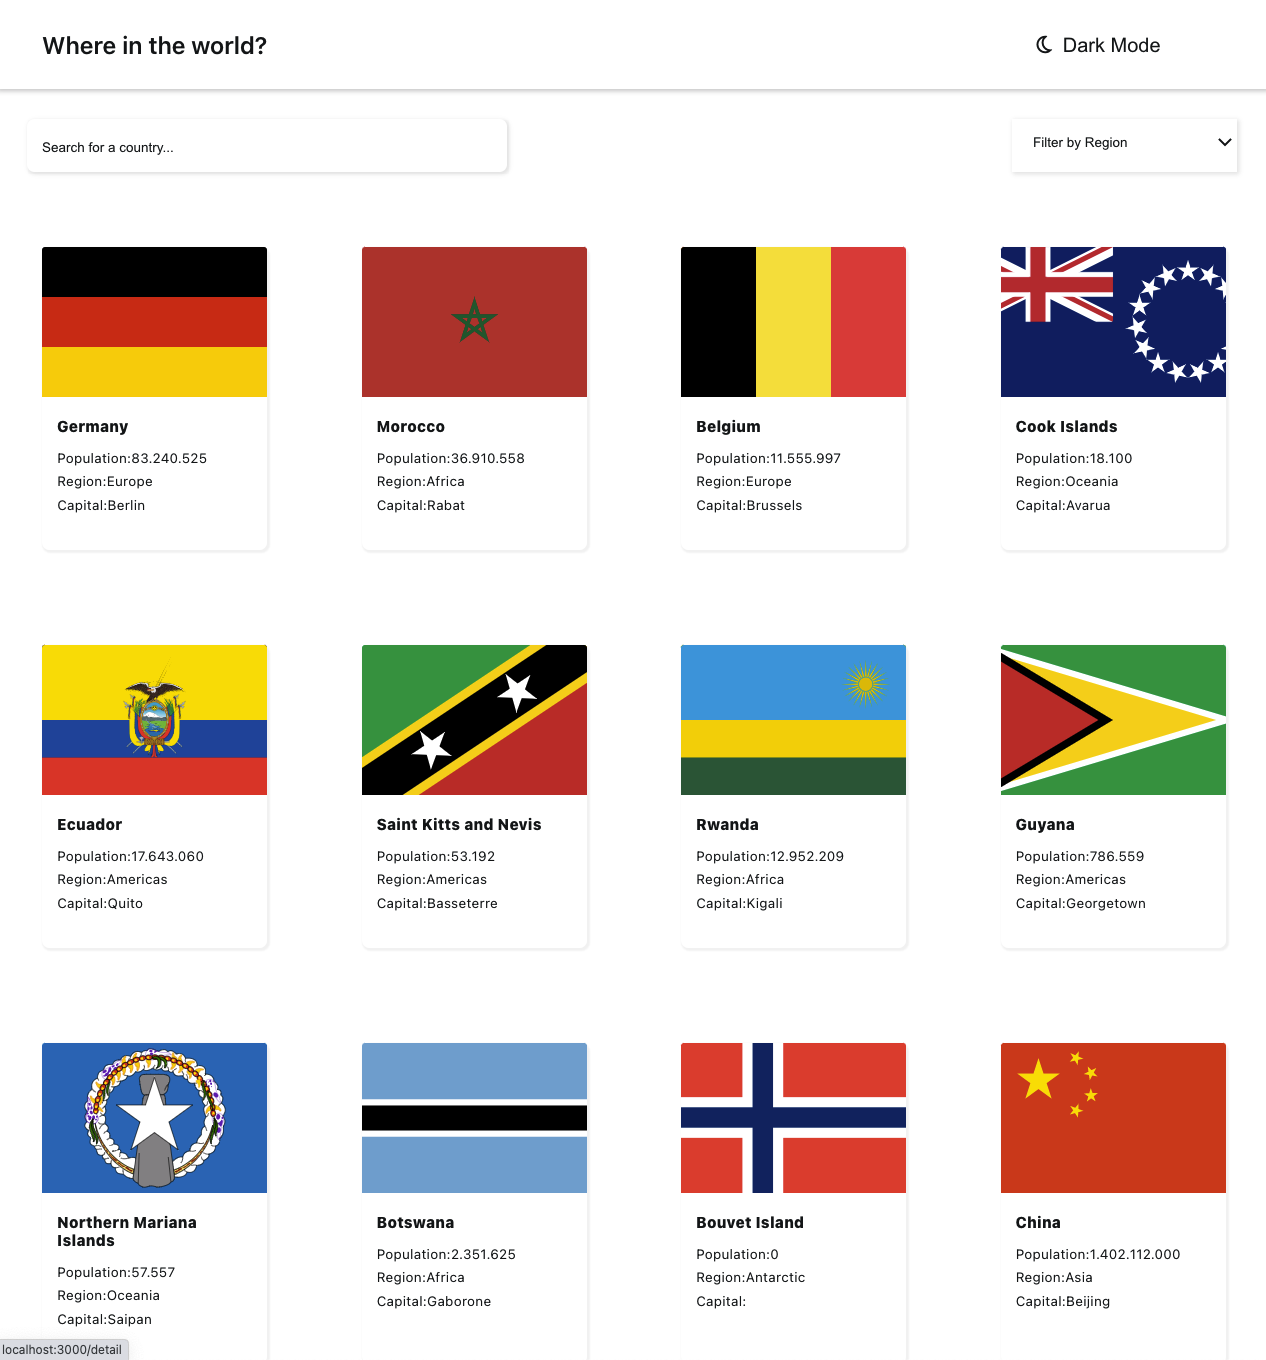 Where in the world?
Dark Mode
Search for a country...
Filter by Region
Germany
Population:83.240.525
Region:Europe
Capital:Berlin
Morocco
Population:36.910.558
Region:Africa
Capital:Rabat
Belgium
Population:11.555.997
Region:Europe
Capital:Brussels
Cook Islands
Population:18.100
Region:Oceania
Capital:Avarua
Ecuador
Population:17.643.060
Region:Americas
Capital:Quito
Saint Kitts and Nevis
Population:53.192
Region:Americas
Capital:Basseterre
Rwanda
Population:12.952.209
Region:Africa
Capital:Kigali
Guyana
Population:786.559
Region:Americas
Capital:Georgetown
Northern Mariana
Islands
Population:57.557
Region:Oceania
Capital:Saipan
Botswana
Population:2.351.625
Region:Africa
Capital:Gaborone
Bouvet Island
Population:0
Region:Antarctic
Capital:
China
Population:1.402.112.000
Region:Asia
Capital:Beijing
localhost:3000/detail